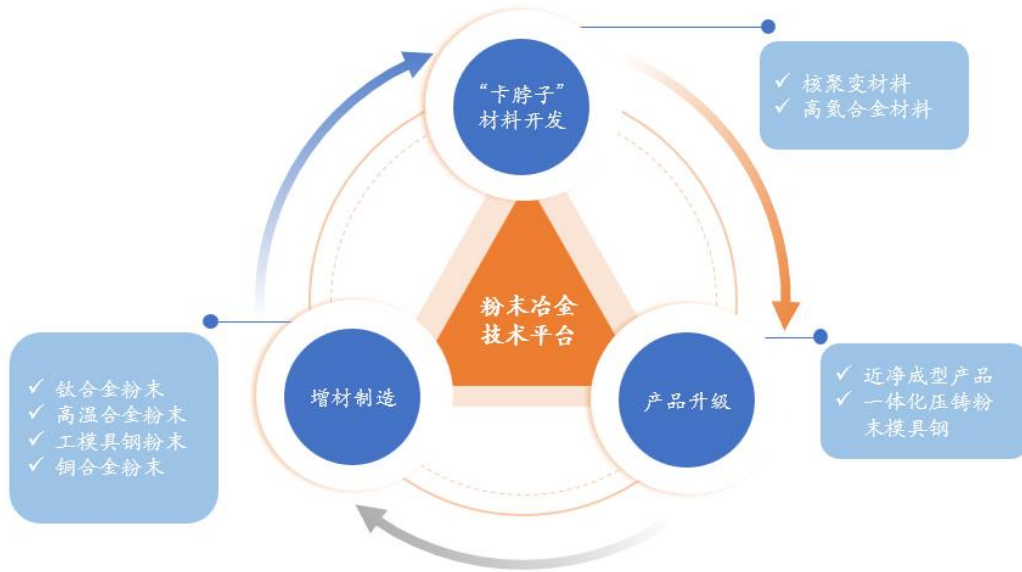 “卡脖子”
材料开发
核聚变材料
高氮合金材料
粉末冶金
技术平台
钛合金粉末
高温合金粉末
工模具钢粉末
铜合金粉末
增材制造
产品升级
近净成型产品
一体化压铸粉
末模具钢